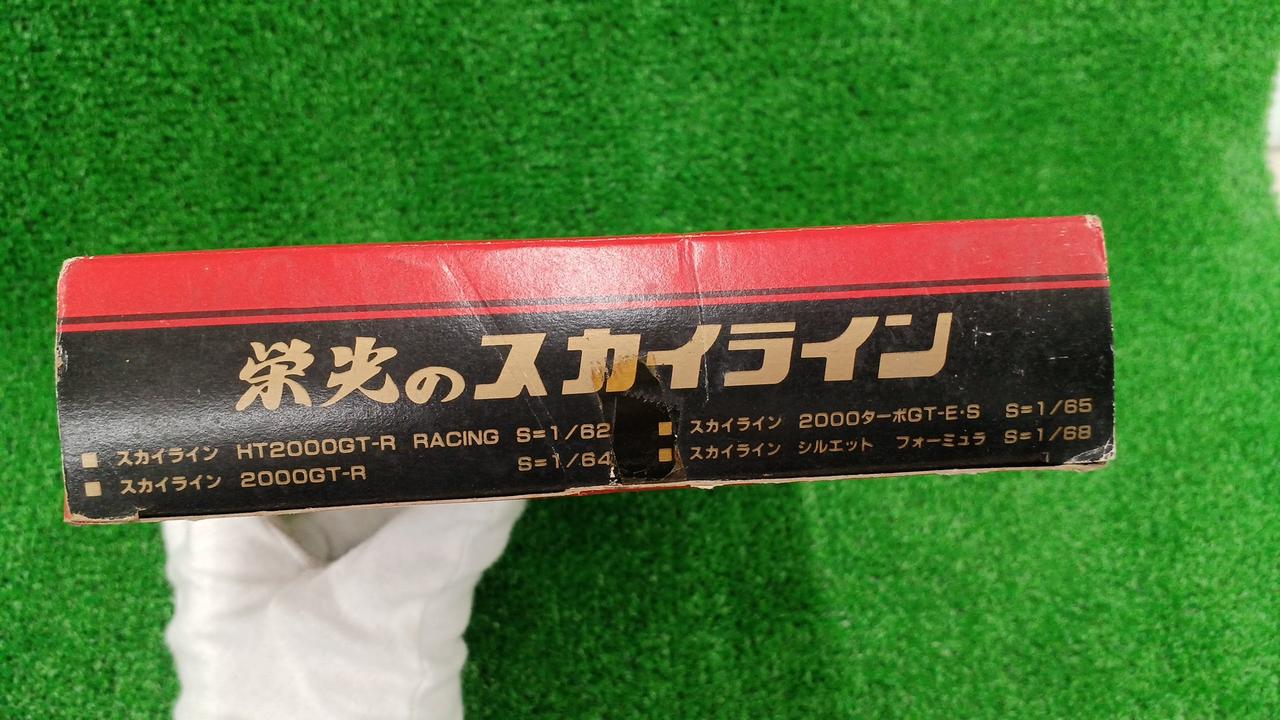 栄光のスカイライン
■ スカイライン HT2000GT-R RACING S=1/62
■ スカイライン 2000GT-R S=1/64
■ スカイライン 2000ターボGT-E·S S=1/65
■ スカイライン シルエット フォーミュラ S=1/68